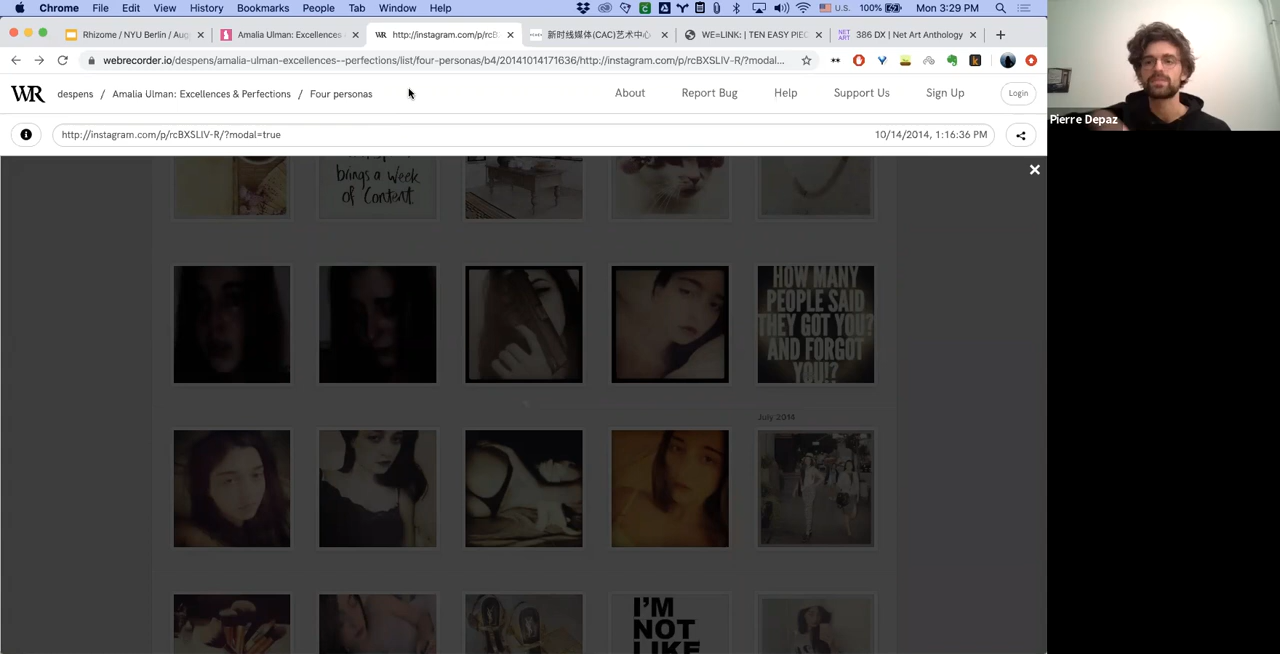 Chrome File Edit View History Bookmarks People Tab Window Help U.S. 100% Mon 3:29 PM
Rhizome / NYU Berlin / Aug
Amalia Ulman: Excellences
http://instagram.com/p/rcB
新时线媒体(CAC)艺术中心
WE=LINK: | TEN EASY PIEC
NET ART
386 DX | Net Art Anthology
webrecorder.io/despens/amalia-ulman-excellences--perfections/list/four-personas/b4/20141014171636/http://instagram.com/p/rcBXSLIV-R/?modal...
WR despens / Amalia Ulman: Excellences & Perfections / Four personas About Report Bug Help Support Us Sign Up Login
http://instagram.com/p/rcBXSLIV-R/?modal=true 10/14/2014, 1:16:36 PM
brings a week
of Content.
HOW MANY
PEOPLE SAID
THEY GOT YOU?
AND FORGOT
YOU!?
July 2014
I'M
NOT
LIKE
Pierre Depaz